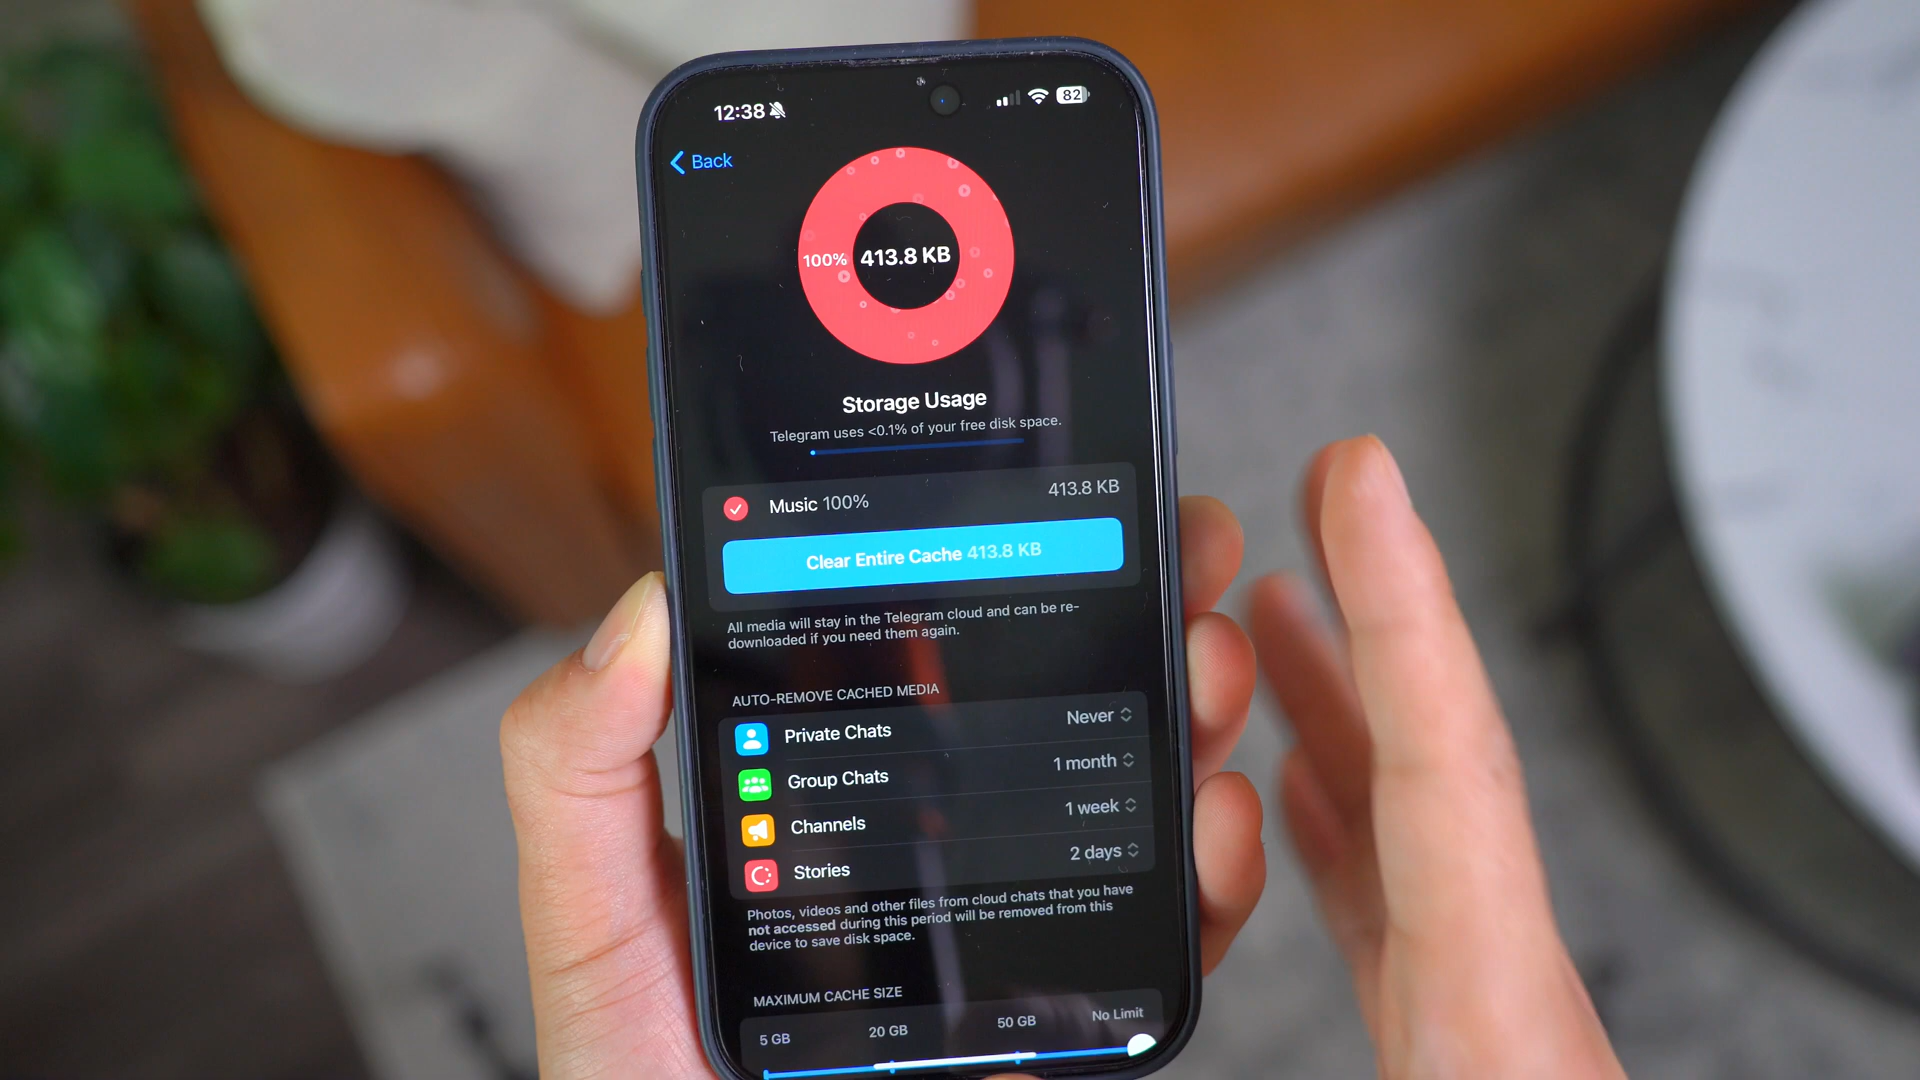 12:38
82
Back
100%
413.8 KB
Storage Usage
Telegram uses <0.1% of your free disk space.
Music 100%
413.8 KB
Clear Entire Cache 413.8 KB
All media will stay in the Telegram cloud and can be re-
downloaded if you need them again.
AUTO-REMOVE CACHED MEDIA
Private Chats
Never
Group Chats
1 month
Channels
1 week
Stories
2 days
Photos, videos and other files from cloud chats that you have
not accessed during this period will be removed from this
device to save disk space.
MAXIMUM CACHE SIZE
5 GB
20 GB
50 GB
No Limit